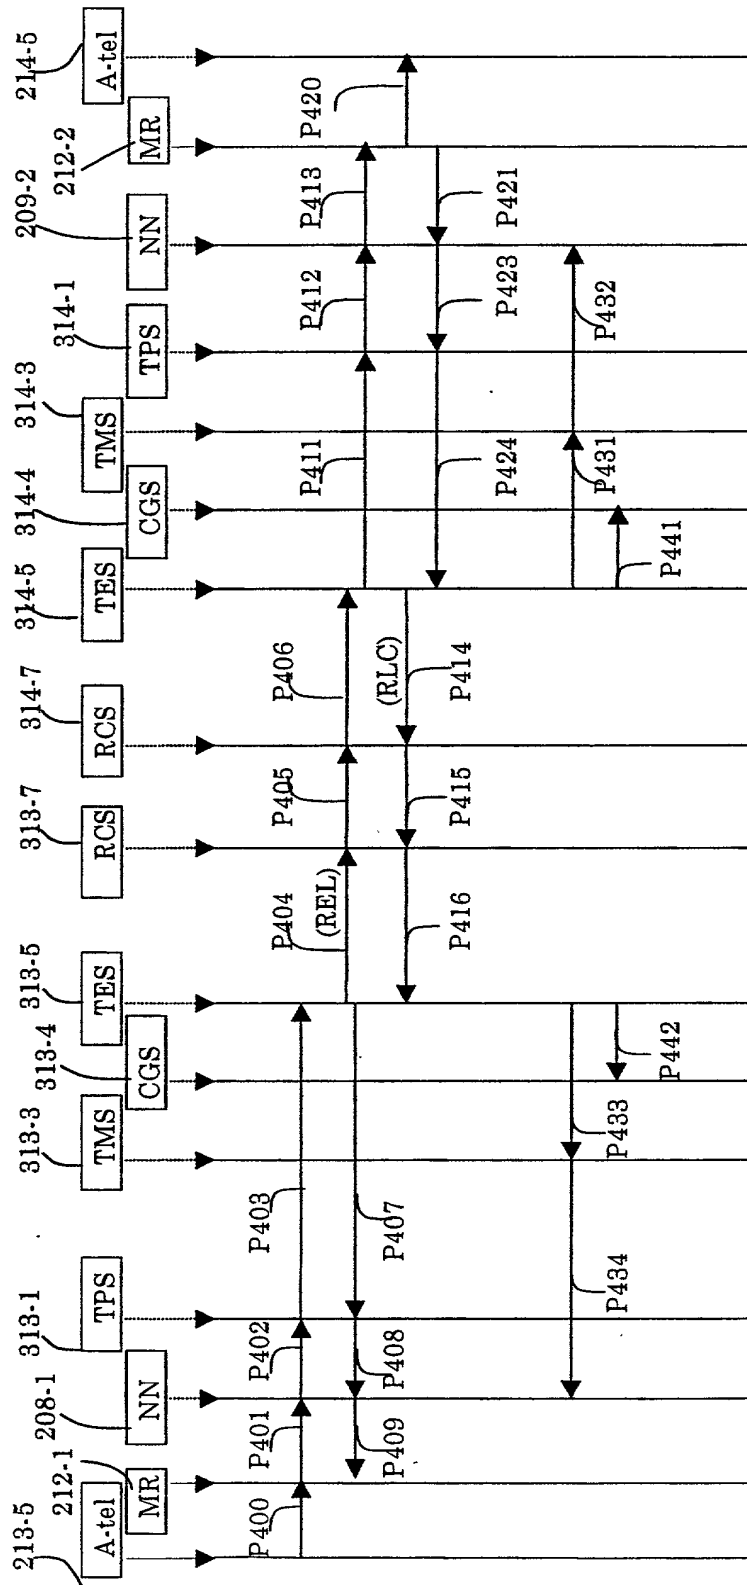 213-5
212-1
208-1
313-1
313-3
313-4
313-5
313-7
314-7
314-5
314-4
314-3
314-1
209-2
212-2
214-5
A-tel
MR
NN
TPS
TMS
CGS
TES
RCS
RCS
TES
CGS
TMS
TPS
NN
MR
A-tel
P400
P401
P402
P403
P404
(REL)
P405
P406
P407
P408
P409
P411
P412
P413
(RLC)
P414
P415
P416
P420
P421
P423
P424
P431
P432
P433
P434
P441
P442